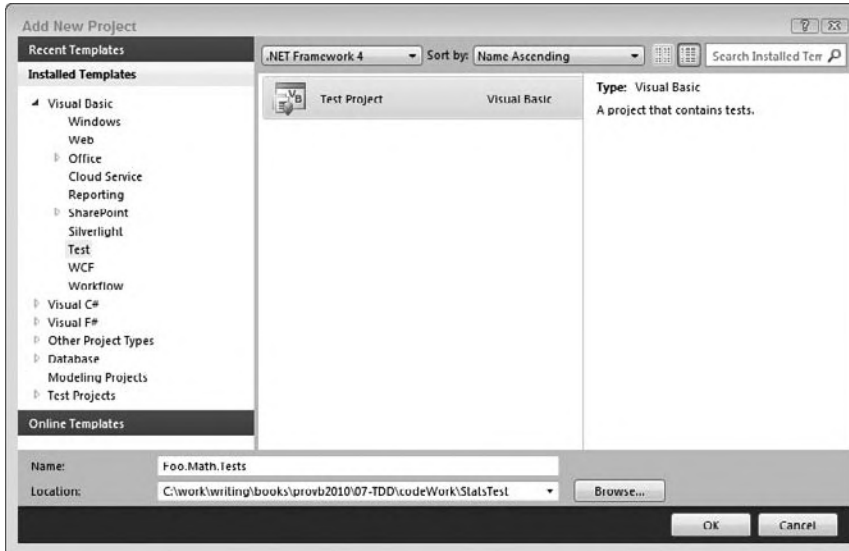 Add New Project
Recent Templates
Installed Templates
Visual Basic
Windows
Web
Office
Cloud Service
Reporting
SharePoint
Silverlight
Test
WCF
Workflow
Visual C#
Visual F#
Other Project Types
Database
Modeling Projects
Test Projects
Online Templates
.NET Framework 4
Sort by: Name Ascending
Search Installed Tem
VB
Test Project Visual Basic
Type: Visual Basic
A project that contains tests.
Name: Foo.Math.Tests
Location: C:\work\writing\books\provb2010\07-TDD\codeWork\StatsTest
Browse...
OK Cancel